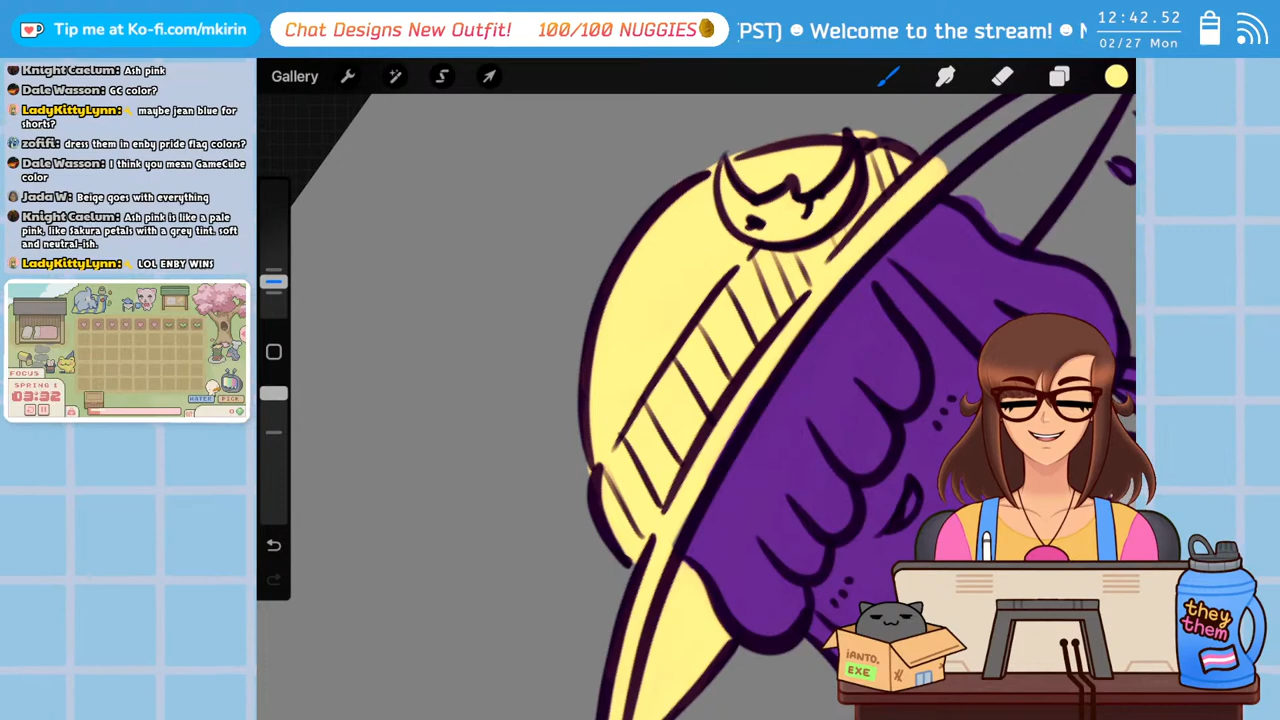 Tip me at Ko-fi.com/mkirin
Chat Designs New Outfit! 100/100 NUGGIES
PST) Welcome to the stream!
12:42.52
02/27 Mon
Gallery
Knight Caelum: Ash pink
Dale Wasson: GC color?
LadyKittyLynn: maybe jean blue for
shorts?
zofifi: dress them in enby pride flag colors?
Dale Wasson: I think you mean GameCube
color
Jada W: Beige goes with everything
Knight Caelum: Ash pink is like a pale
pink, like Sakura petals with a grey tint. soft
and neutral-ish.
LadyKittyLynn: LOL ENBY WINS
FOCUS
SPRING 1
03:32
WATER
PICK
0
they
them
IANTO.
EXE